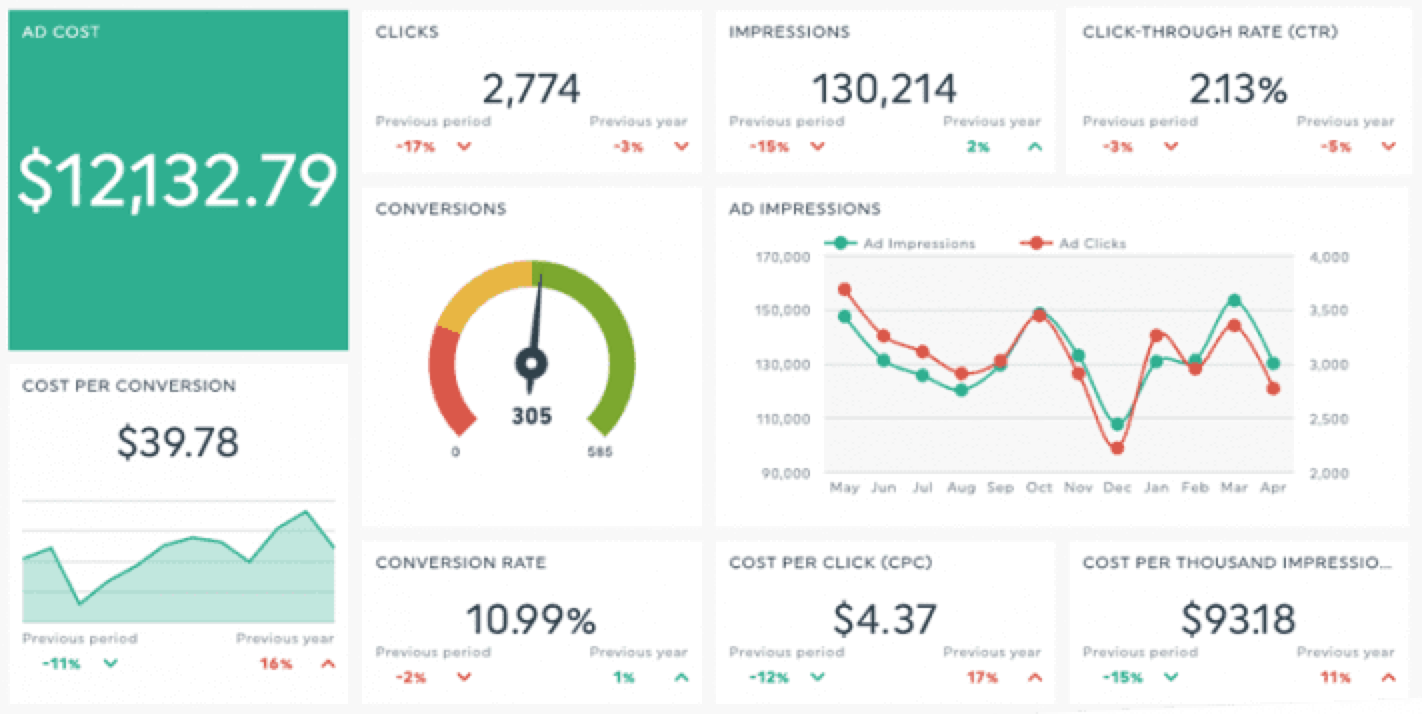 AD COST
$12,132.79
CLICKS
2,774
Previous period Previous year
-17% -3%
IMPRESSIONS
130,214
Previous period Previous year
-15% 2%
CLICK-THROUGH RATE (CTR)
2.13%
Previous period Previous year
-3% -5%
CONVERSIONS
305
0 585
AD IMPRESSIONS
Ad Impressions Ad Clicks
170,000 4,000
150,000 3,500
130,000 3,000
110,000 2,500
90,000 2,000
May Jun Jul Aug Sep Oct Nov Dec Jan Feb Mar Apr
COST PER CONVERSION
$39.78
Previous period Previous year
-11% 16%
CONVERSION RATE
10.99%
Previous period Previous year
-2% 1%
COST PER CLICK (CPC)
$4.37
Previous period Previous year
-12% 17%
COST PER THOUSAND IMPRESSIO...
$93.18
Previous period Previous year
-15% 11%